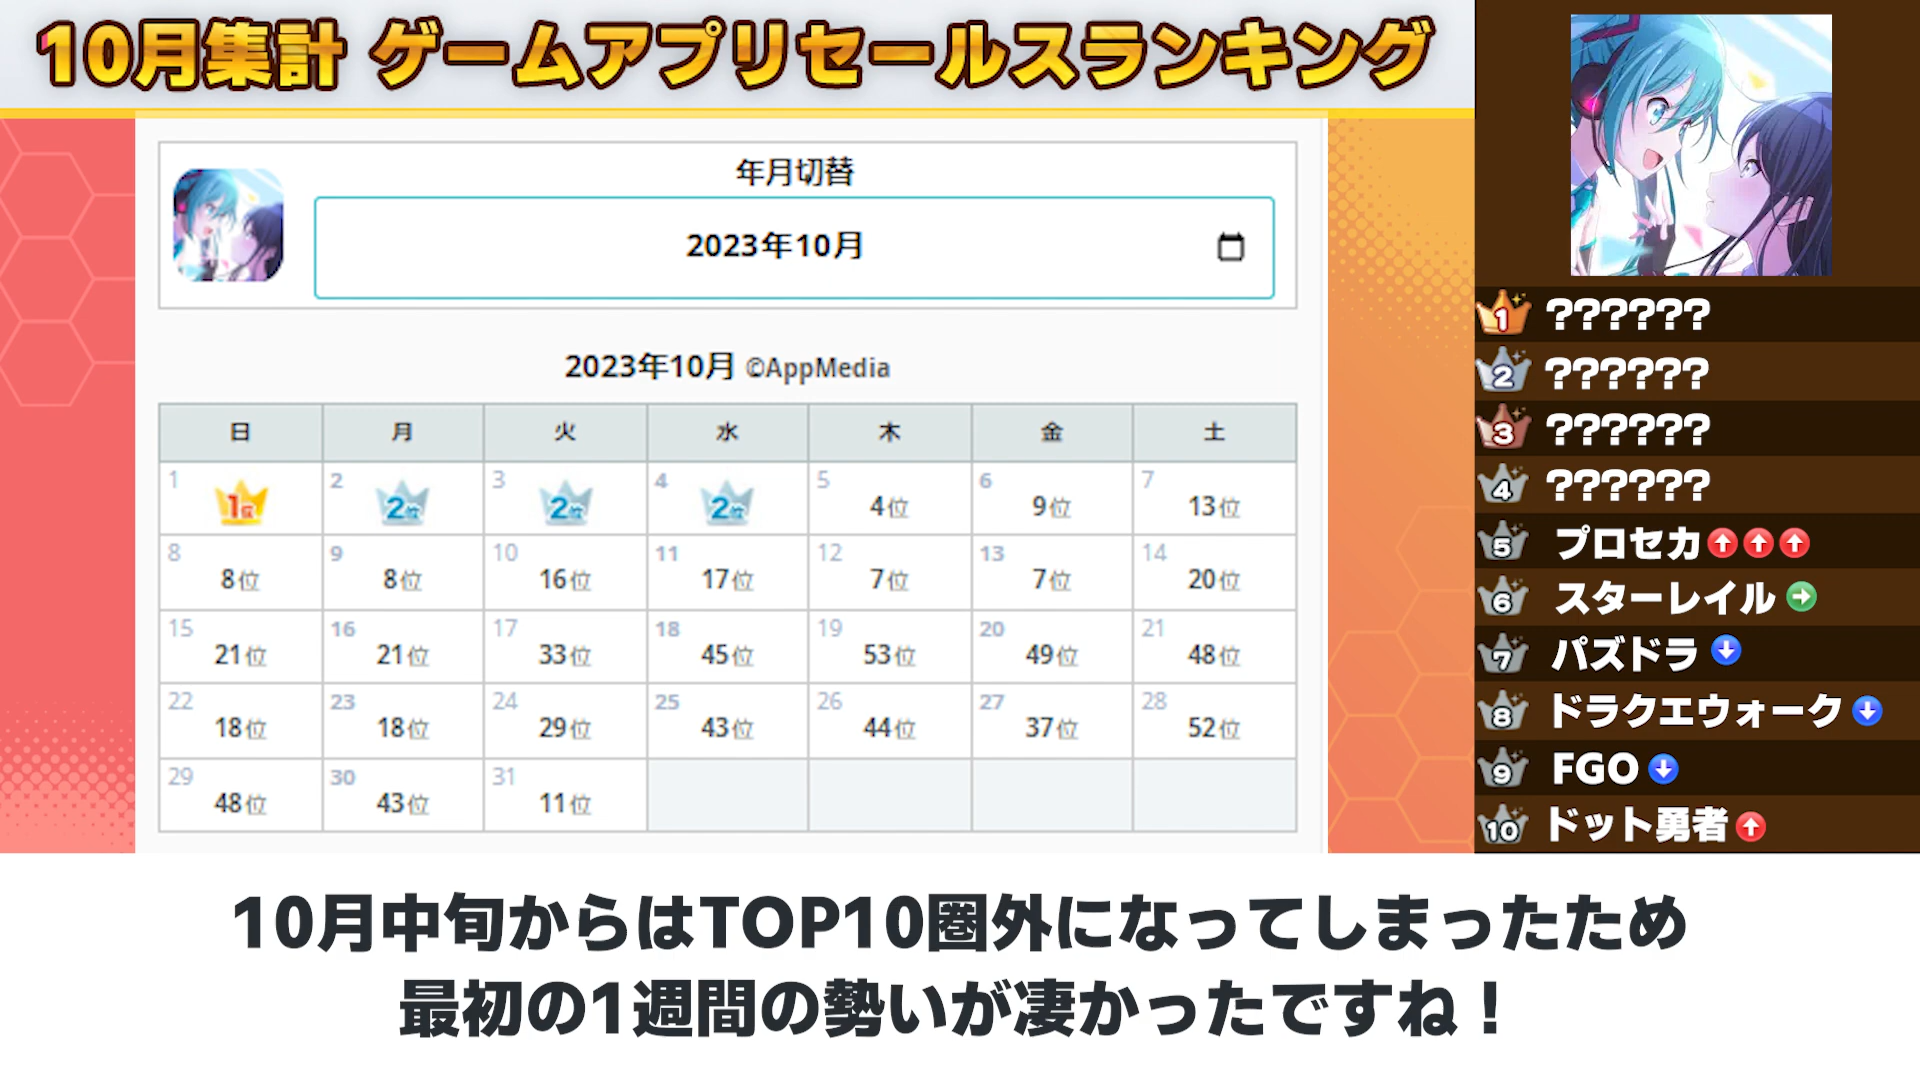 10月集計 ゲームアプリセールスランキング
年月切替
2023年10月
2023年10月 ©AppMedia
日 月 火 水 木 金 土
1 1位 2 2位 3 2位 4 2位 5 4位 6 9位 7 13位
8 8位 9 8位 10 16位 11 17位 12 7位 13 7位 14 20位
15 21位 16 21位 17 33位 18 45位 19 53位 20 49位 21 48位
22 18位 23 18位 24 29位 25 43位 26 44位 27 37位 28 52位
29 48位 30 43位 31 11位
1 ??????
2 ??????
3 ??????
4 ??????
5 プロセカ
6 スターレイル
7 パズドラ
8 ドラクエウォーク
9 FGO
10 ドット勇者
10月中旬からはTOP10圏外になってしまったため
最初の1週間の勢いが凄かったですね！